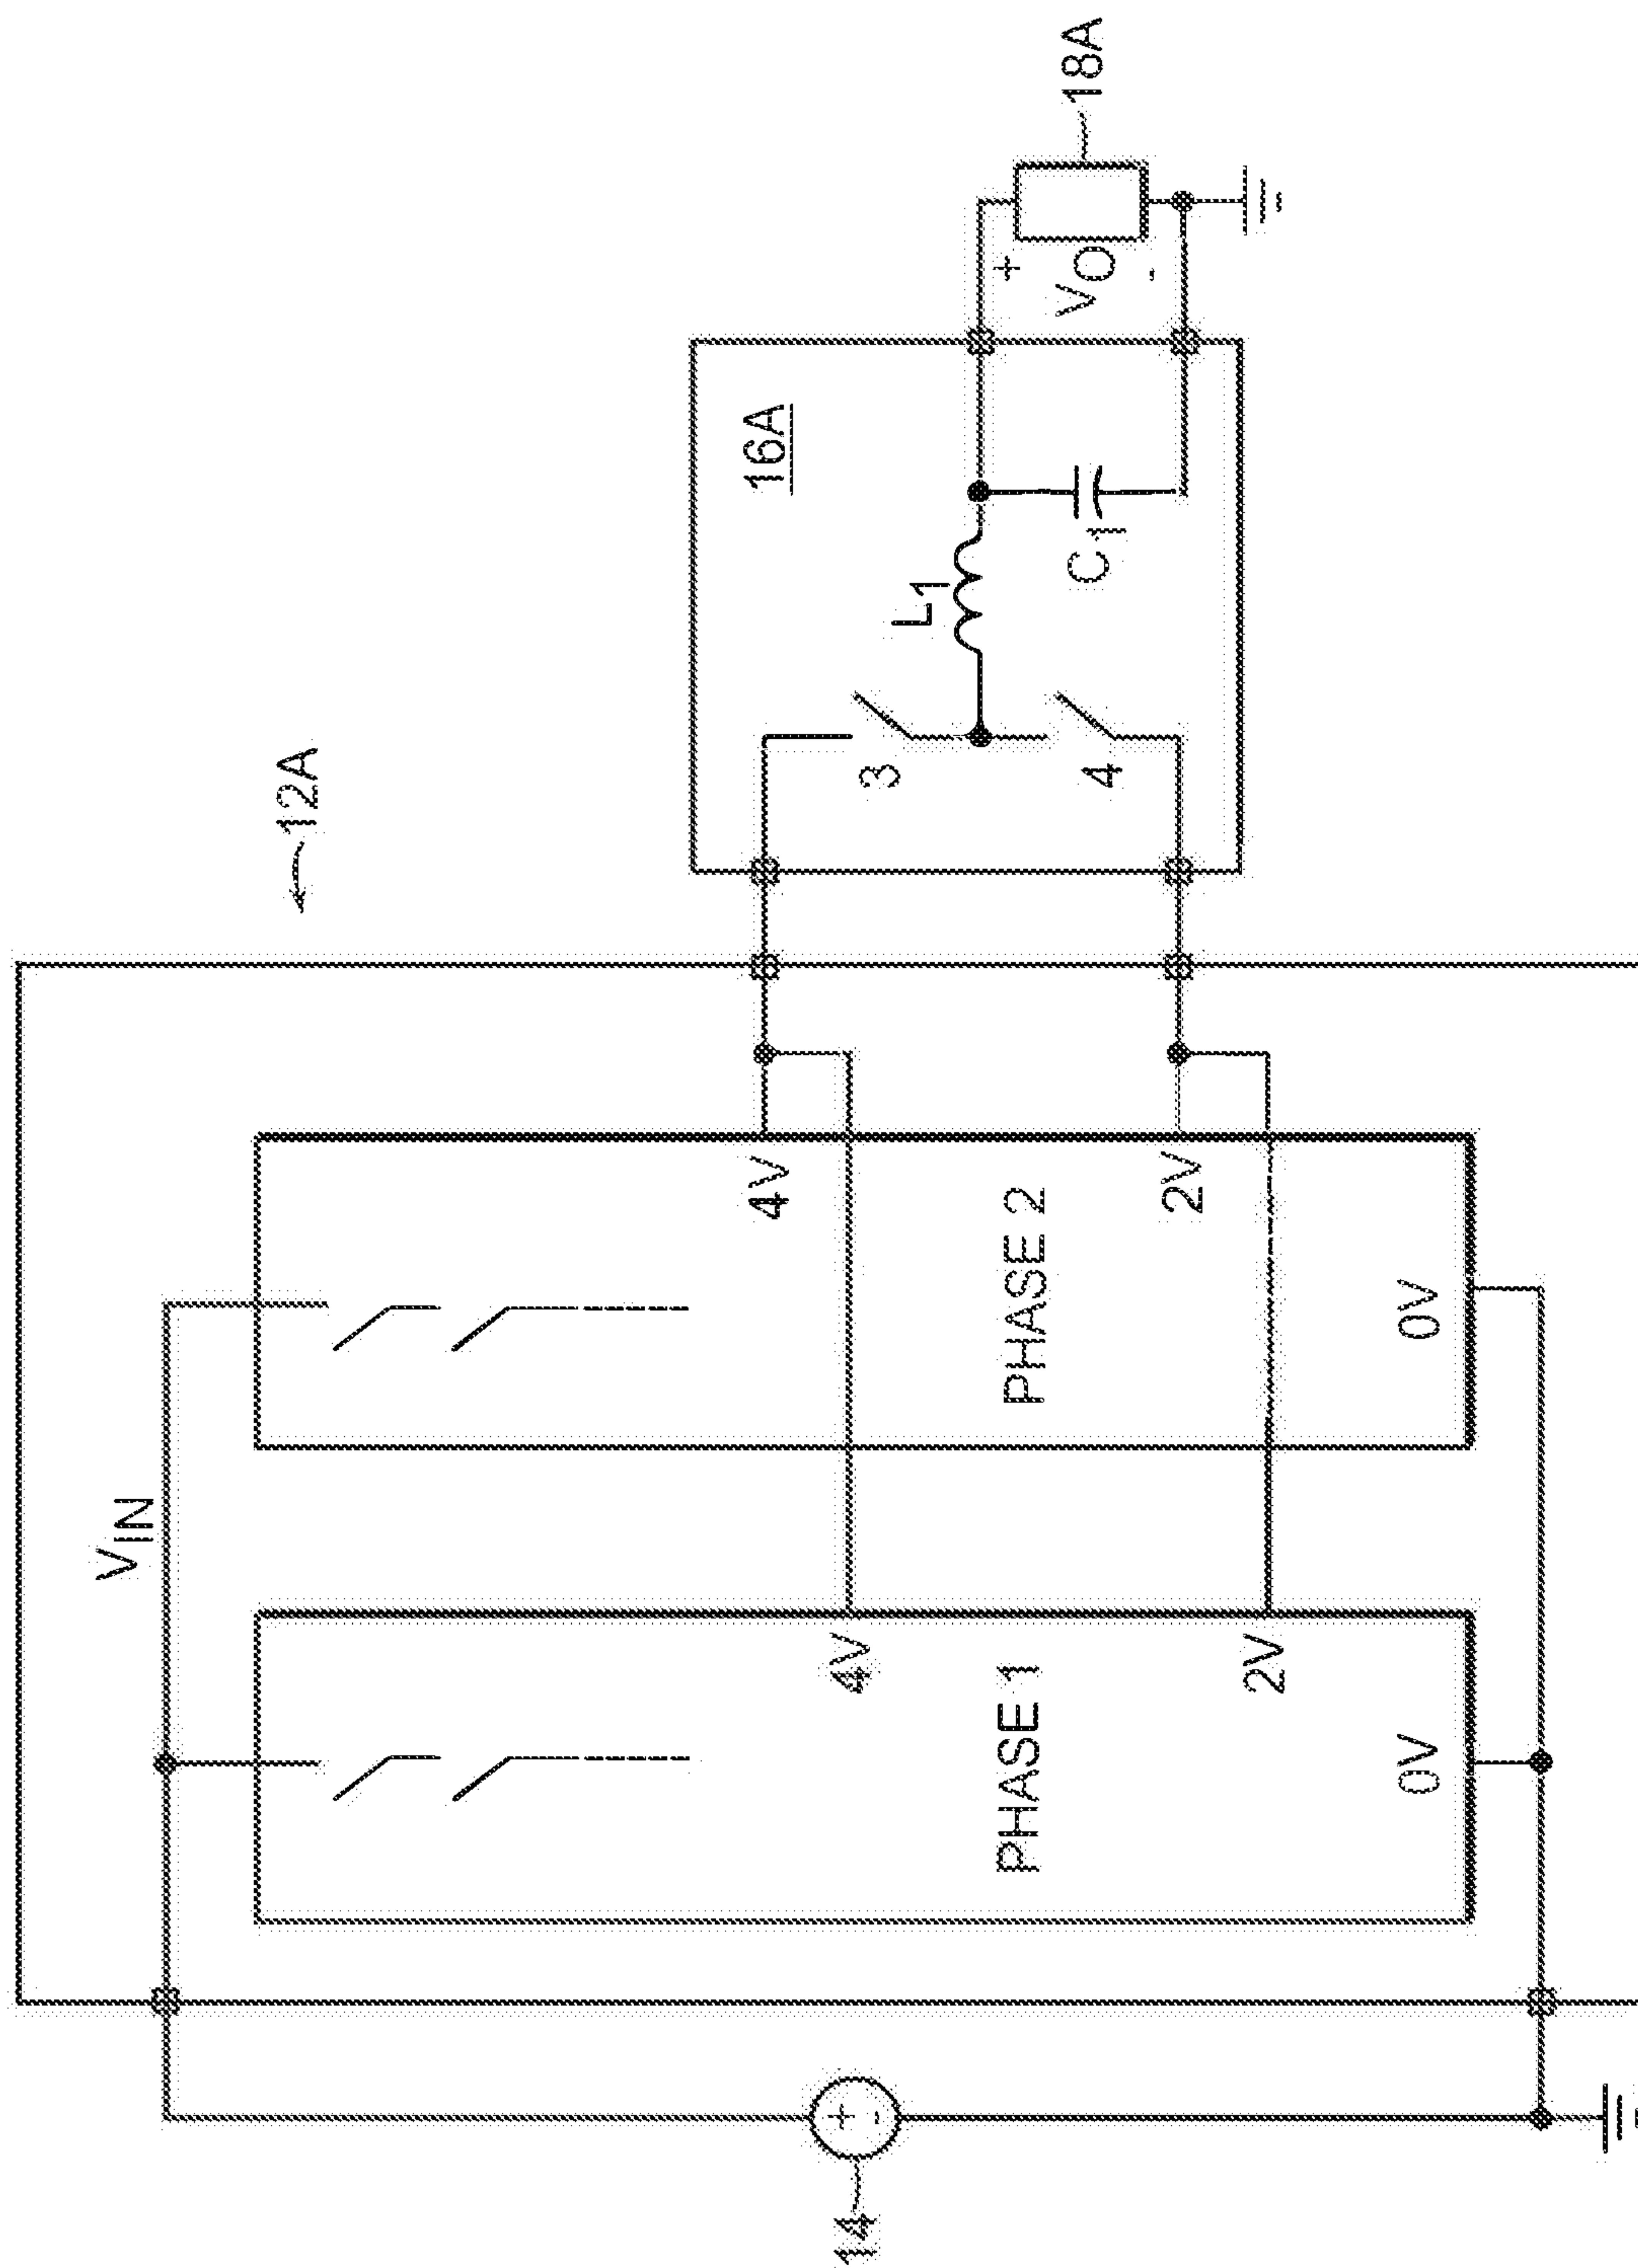 12A
VIN
14
PHASE 1
4V
2V
0V
PHASE 2
4V
2V
0V
16A
3
4
L1
C1
+
VO
-
18A
+
-